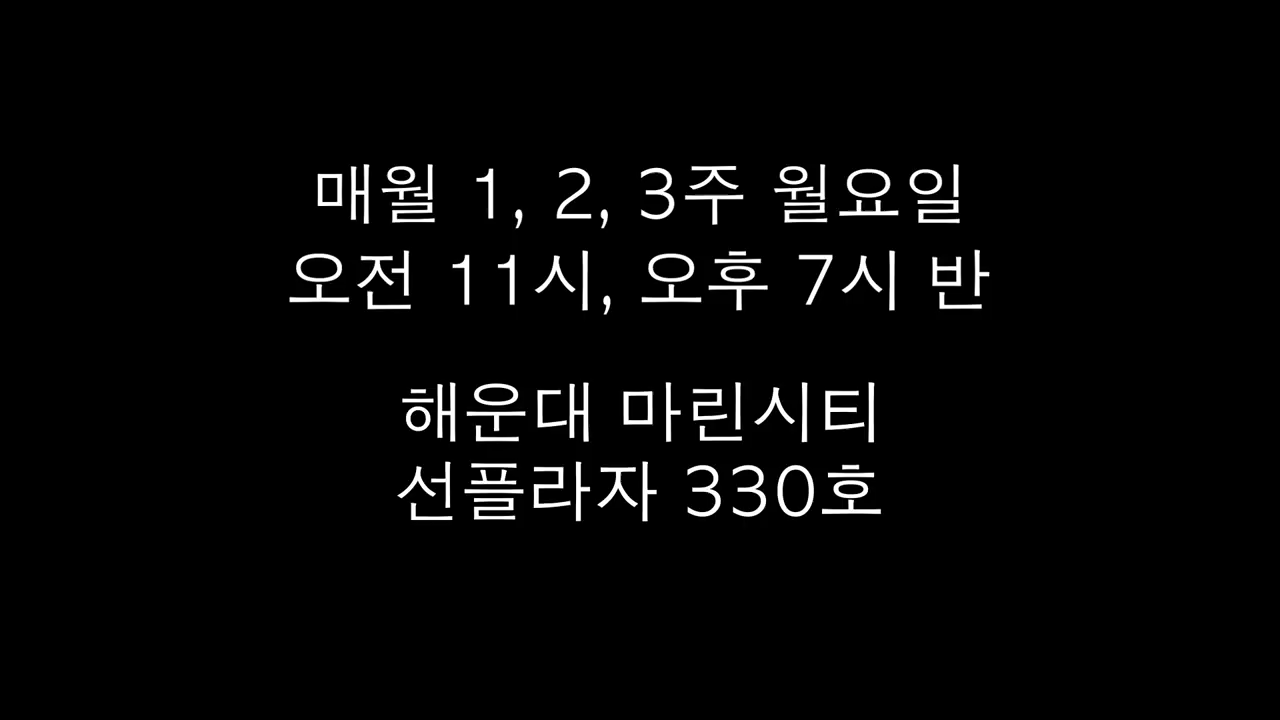 매월 1, 2, 3주 월요일
오전 11시, 오후 7시 반
해운대 마린시티
선플라자 330호